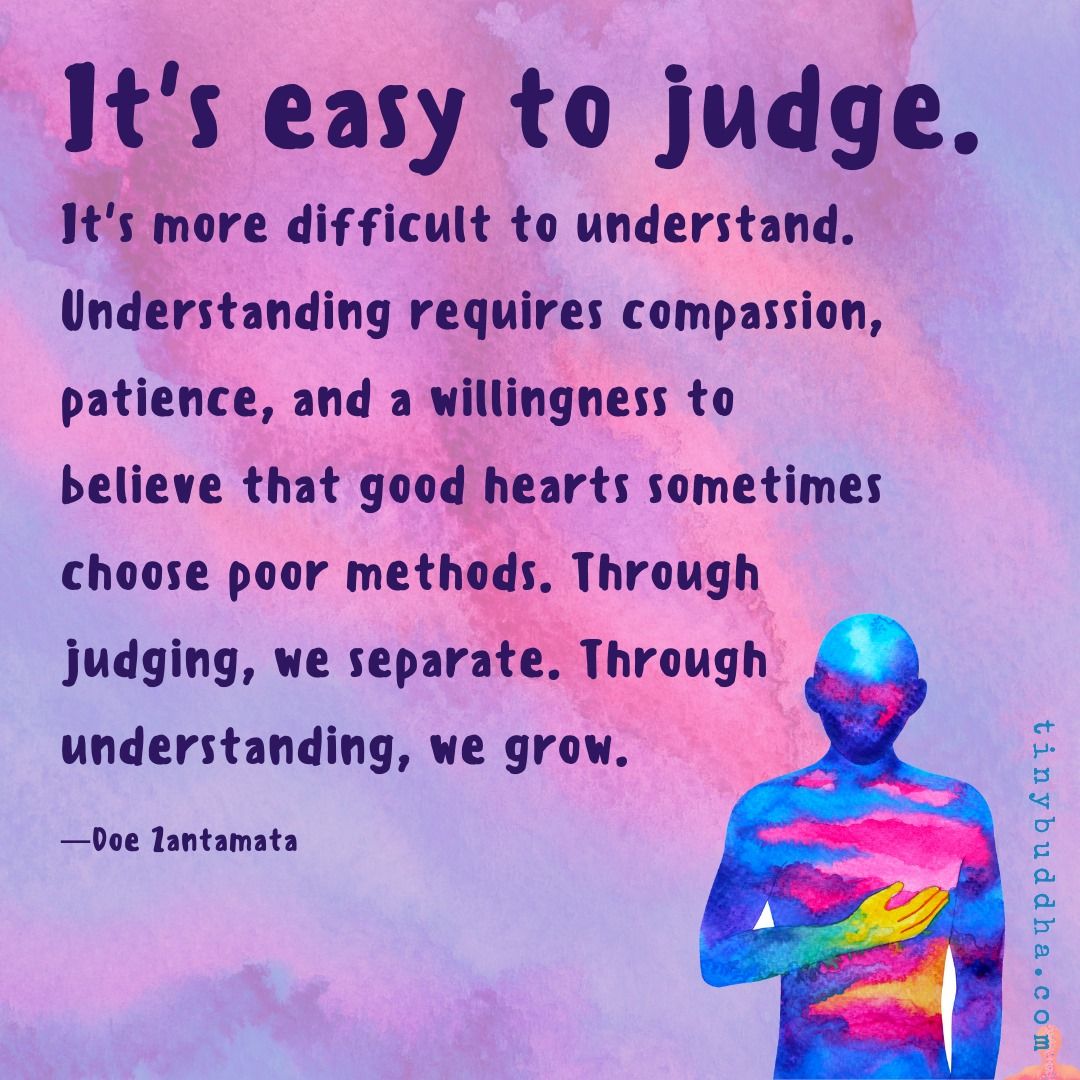 It's easy to judge.
It's more difficult to understand.
Understanding requires compassion,
patience, and a willingness to
believe that good hearts sometimes
choose poor methods. Through
judging, we separate. Through
understanding, we grow.
—Doe Zantamata
tinybuddha.com